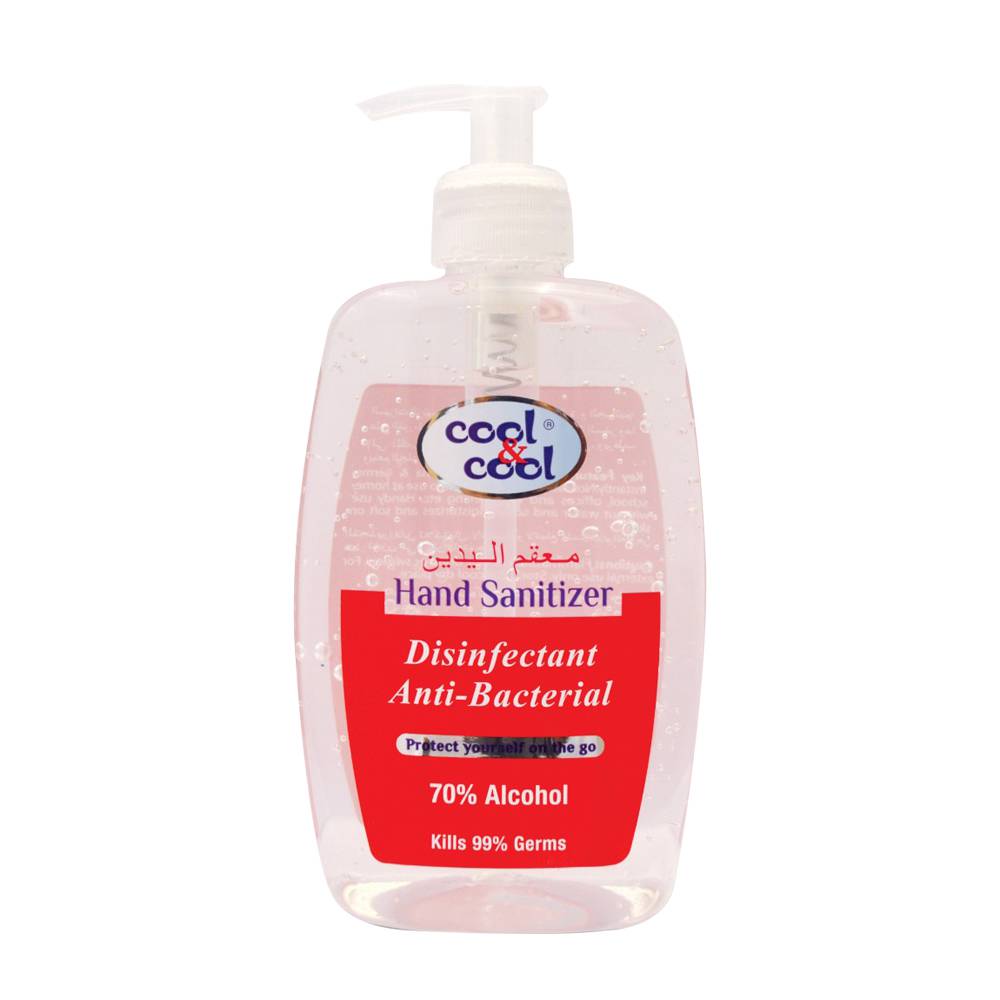 cool ®
&
cool
معقم اليدين
Hand Sanitizer
Disinfectant
Anti-Bacterial
Protect yourself on the go
70% Alcohol
Kills 99% Germs